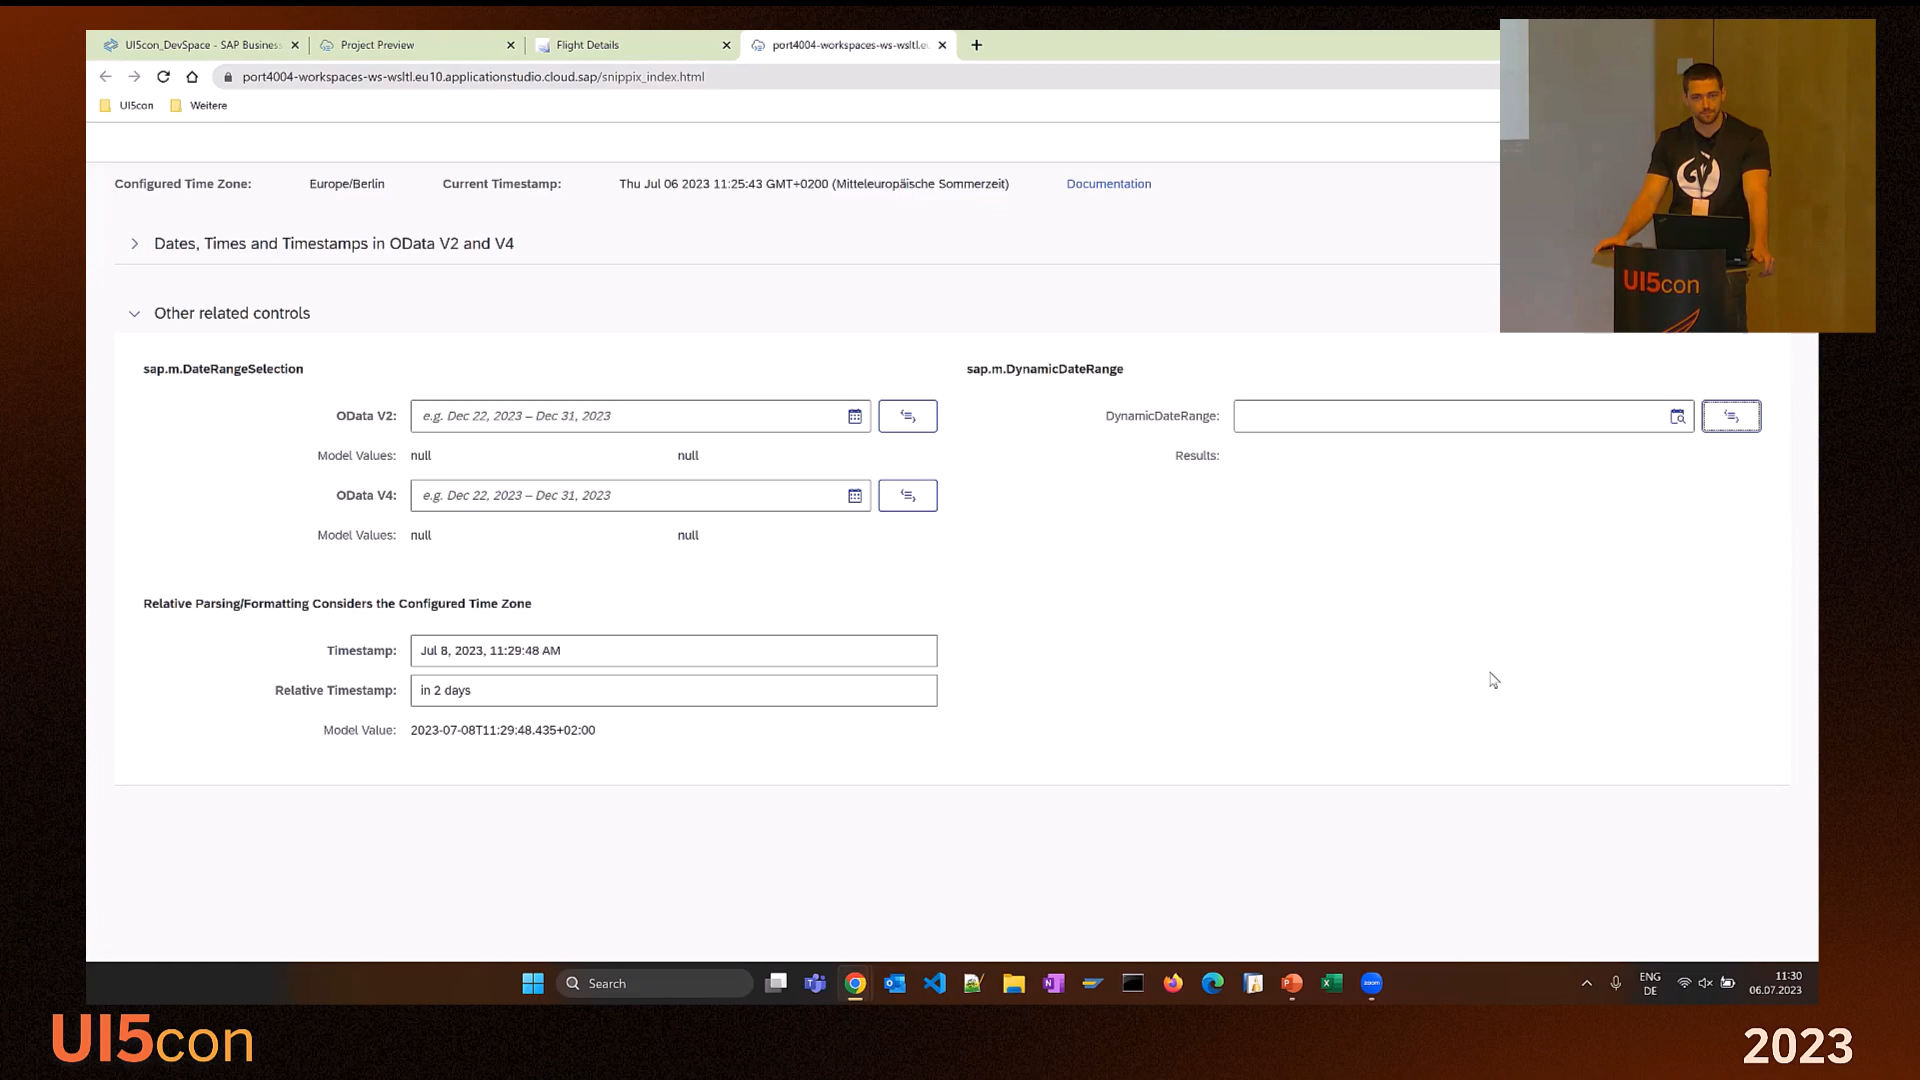 UI5con_DevSpace - SAP Business
Project Preview
Flight Details
port4004-workspaces-ws-wsltl.eu
port4004-workspaces-ws-wsltl.eu10.applicationstudio.cloud.sap/snippix_index.html
UI5con
Weitere
Configured Time Zone:
Europe/Berlin
Current Timestamp:
Thu Jul 06 2023 11:25:43 GMT+0200 (Mitteleuropäische Sommerzeit)
Documentation
Dates, Times and Timestamps in OData V2 and V4
Other related controls
sap.m.DateRangeSelection
OData V2:
e.g. Dec 22, 2023 – Dec 31, 2023
Model Values:
null
null
OData V4:
e.g. Dec 22, 2023 – Dec 31, 2023
Model Values:
null
null
sap.m.DynamicDateRange
DynamicDateRange:
Results:
Relative Parsing/Formatting Considers the Configured Time Zone
Timestamp:
Jul 8, 2023, 11:29:48 AM
Relative Timestamp:
in 2 days
Model Value:
2023-07-08T11:29:48.435+02:00
UI5con
Search
zoom
ENG
DE
11:30
06.07.2023
UI5con
2023